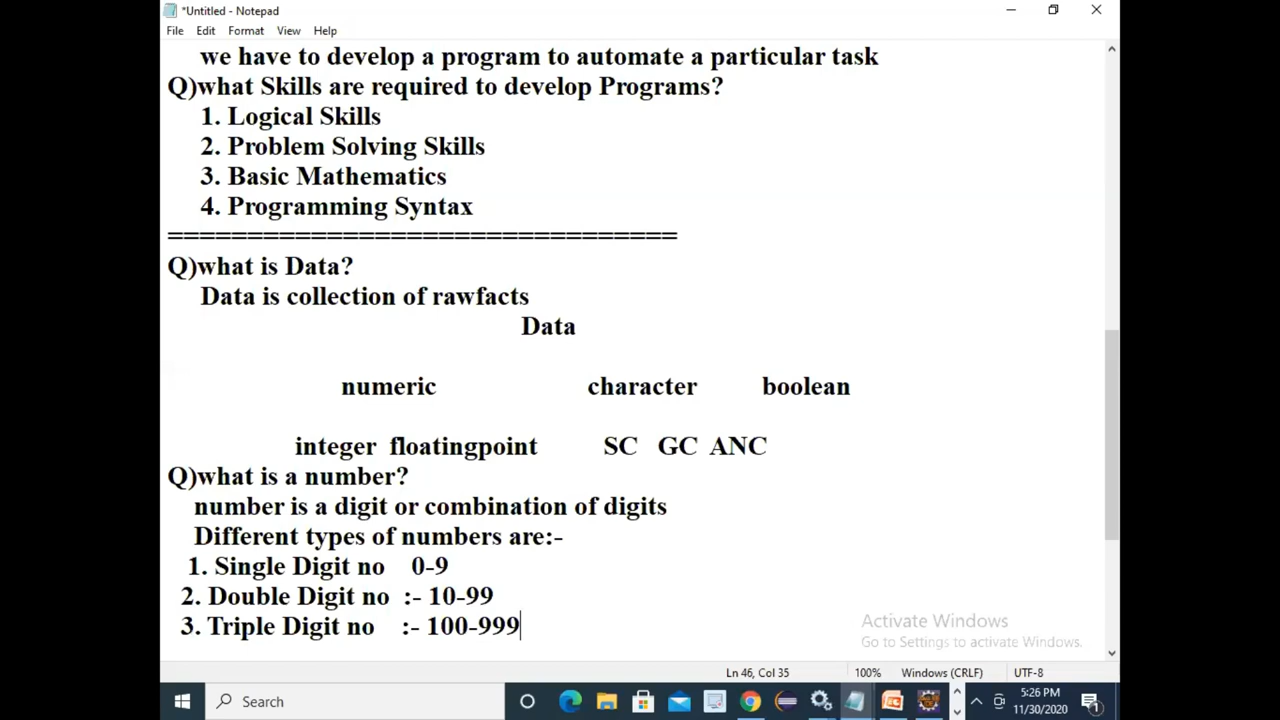 *Untitled - Notepad
File Edit Format View Help
we have to develop a program to automate a particular task
Q)what Skills are required to develop Programs?
1. Logical Skills
2. Problem Solving Skills
3. Basic Mathematics
4. Programming Syntax
================================
Q)what is Data?
Data is collection of rawfacts
Data
numeric character boolean
integer floatingpoint SC GC ANC
Q)what is a number?
number is a digit or combination of digits
Different types of numbers are:-
1. Single Digit no 0-9
2. Double Digit no :- 10-99
3. Triple Digit no :- 100-999
Activate Windows
Go to Settings to activate Windows.
Ln 46, Col 35 100% Windows (CRLF) UTF-8
Search
5:26 PM
11/30/2020
1